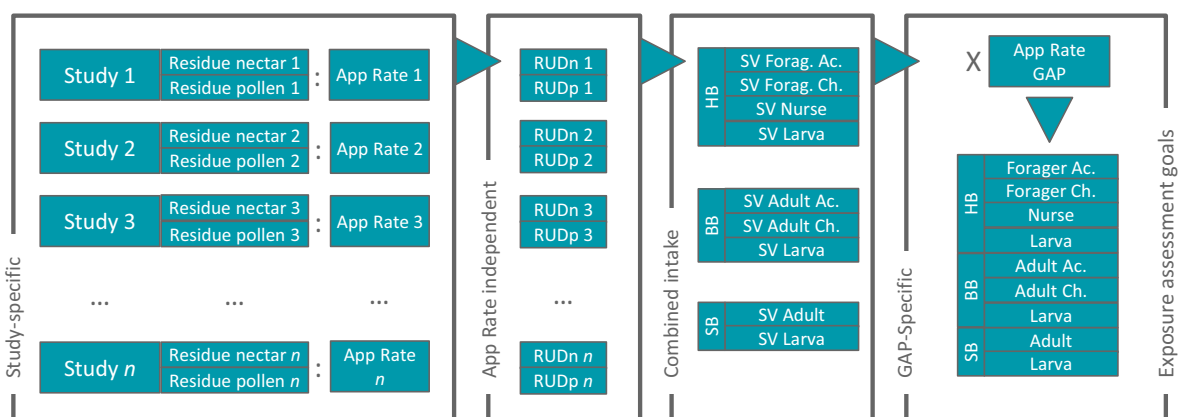 Study-specific
Study 1
Residue nectar 1
Residue pollen 1
:
App Rate 1
Study 2
Residue nectar 2
Residue pollen 2
:
App Rate 2
Study 3
Residue nectar 3
Residue pollen 3
:
App Rate 3
...
...
...
Study n
Residue nectar n
Residue pollen n
:
App Rate
n
App Rate independent
RUDn 1
RUDp 1
RUDn 2
RUDp 2
RUDn 3
RUDp 3
...
RUDn n
RUDp n
Combined intake
HB
SV Forag. Ac.
SV Forag. Ch.
SV Nurse
SV Larva
BB
SV Adult Ac.
SV Adult Ch.
SV Larva
SB
SV Adult
SV Larva
GAP-Specific
X
App Rate
GAP
HB
Forager Ac.
Forager Ch.
Nurse
Larva
BB
Adult Ac.
Adult Ch.
Larva
SB
Adult
Larva
Exposure assessment goals